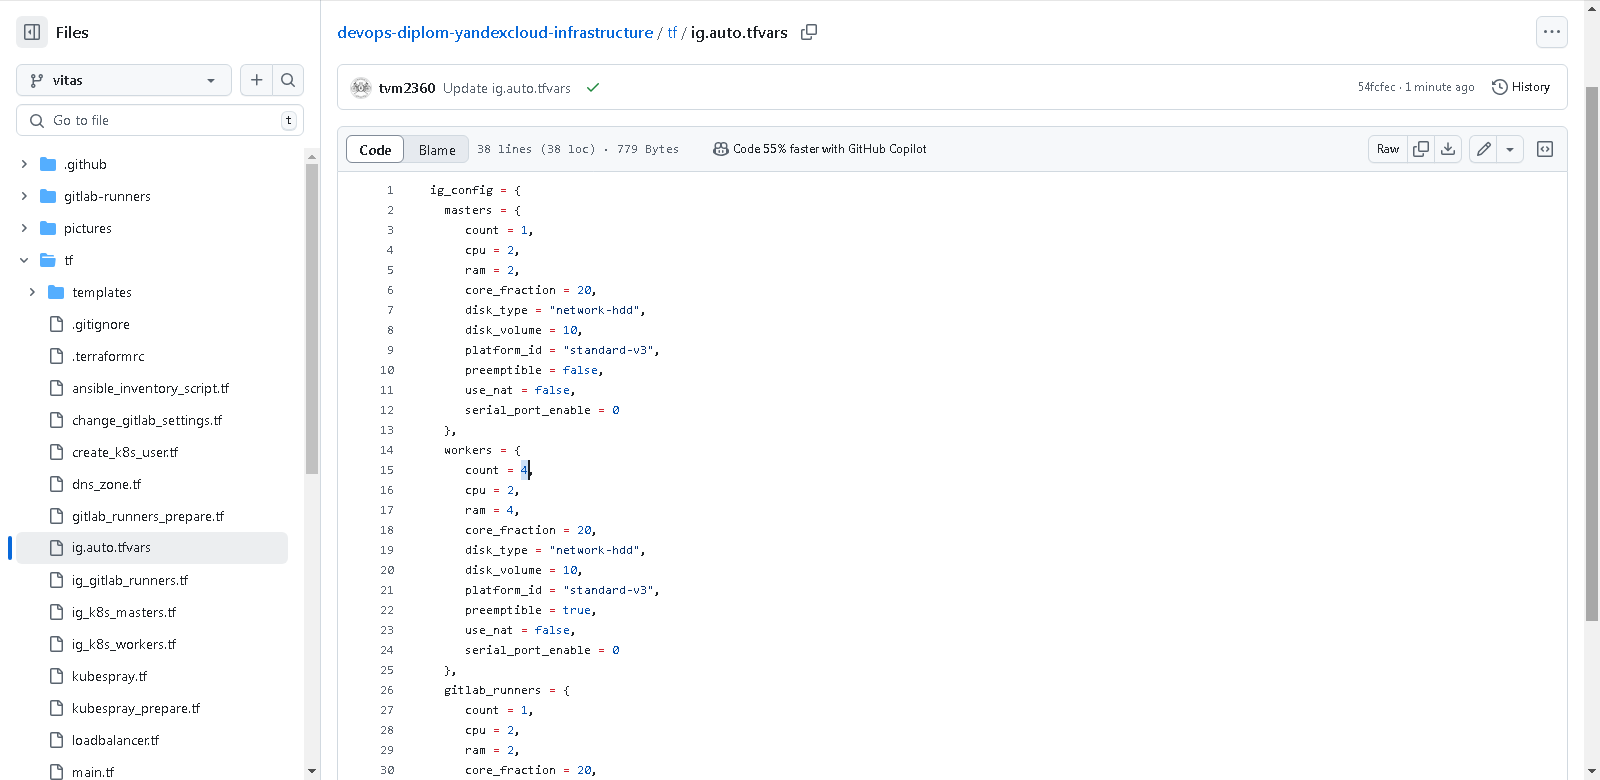 Files
vitas
Go to file
t
.github
gitlab-runners
pictures
tf
templates
.gitignore
.terraformrc
ansible_inventory_script.tf
change_gitlab_settings.tf
create_k8s_user.tf
dns_zone.tf
gitlab_runners_prepare.tf
ig.auto.tfvars
ig_gitlab_runners.tf
ig_k8s_masters.tf
ig_k8s_workers.tf
kubespray.tf
kubespray_prepare.tf
loadbalancer.tf
main.tf
devops-diplom-yandexcloud-infrastructure / tf / ig.auto.tfvars
tvm2360 Update ig.auto.tfvars
54fcfec · 1 minute ago
History
Code Blame 38 lines (38 loc) · 779 Bytes Code 55% faster with GitHub Copilot Raw
1 ig_config = {
2 masters = {
3 count = 1,
4 cpu = 2,
5 ram = 2,
6 core_fraction = 20,
7 disk_type = "network-hdd",
8 disk_volume = 10,
9 platform_id = "standard-v3",
10 preemptible = false,
11 use_nat = false,
12 serial_port_enable = 0
13 },
14 workers = {
15 count = 4,
16 cpu = 2,
17 ram = 4,
18 core_fraction = 20,
19 disk_type = "network-hdd",
20 disk_volume = 10,
21 platform_id = "standard-v3",
22 preemptible = true,
23 use_nat = false,
24 serial_port_enable = 0
25 },
26 gitlab_runners = {
27 count = 1,
28 cpu = 2,
29 ram = 2,
30 core_fraction = 20,